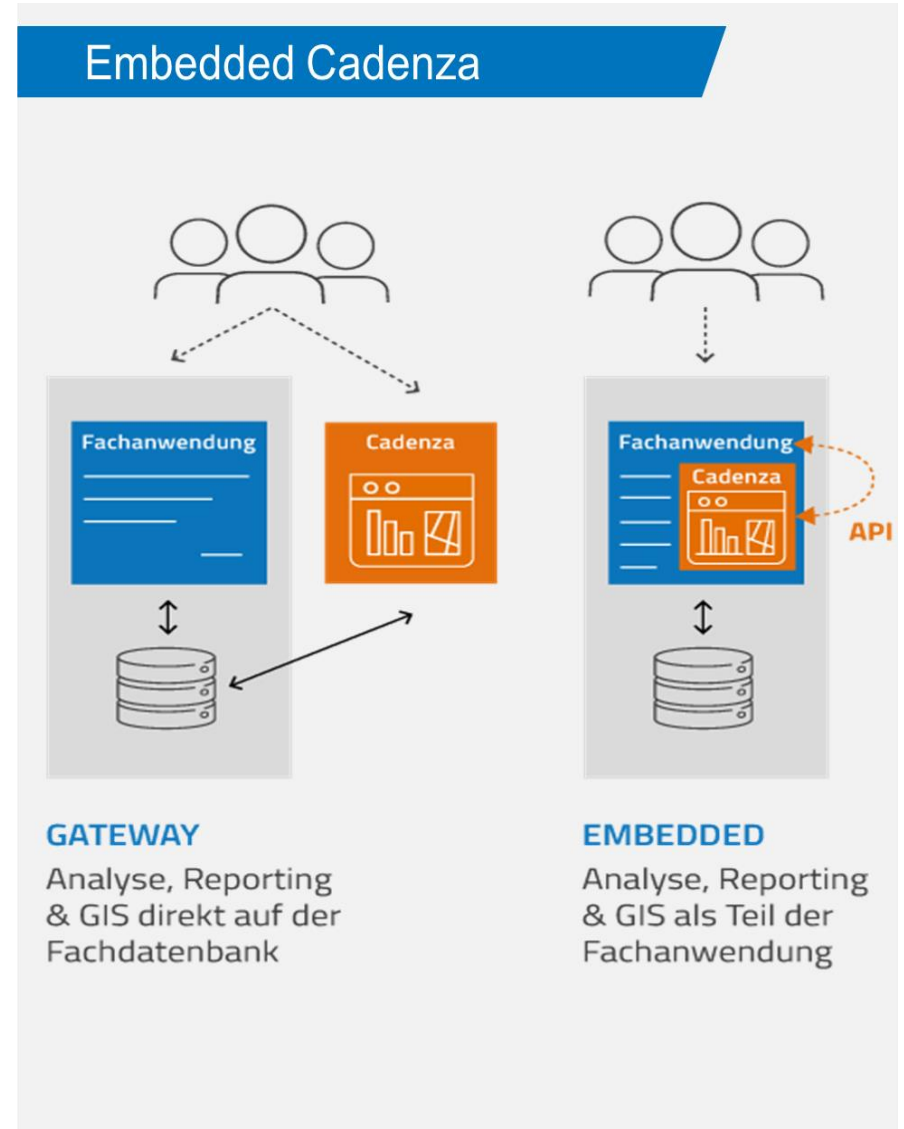 Embedded Cadenza
Fachanwendung
Cadenza
GATEWAY
Analyse, Reporting
& GIS direkt auf der
Fachdatenbank
Fachanwendung
Cadenza
API
EMBEDDED
Analyse, Reporting
& GIS als Teil der
Fachanwendung